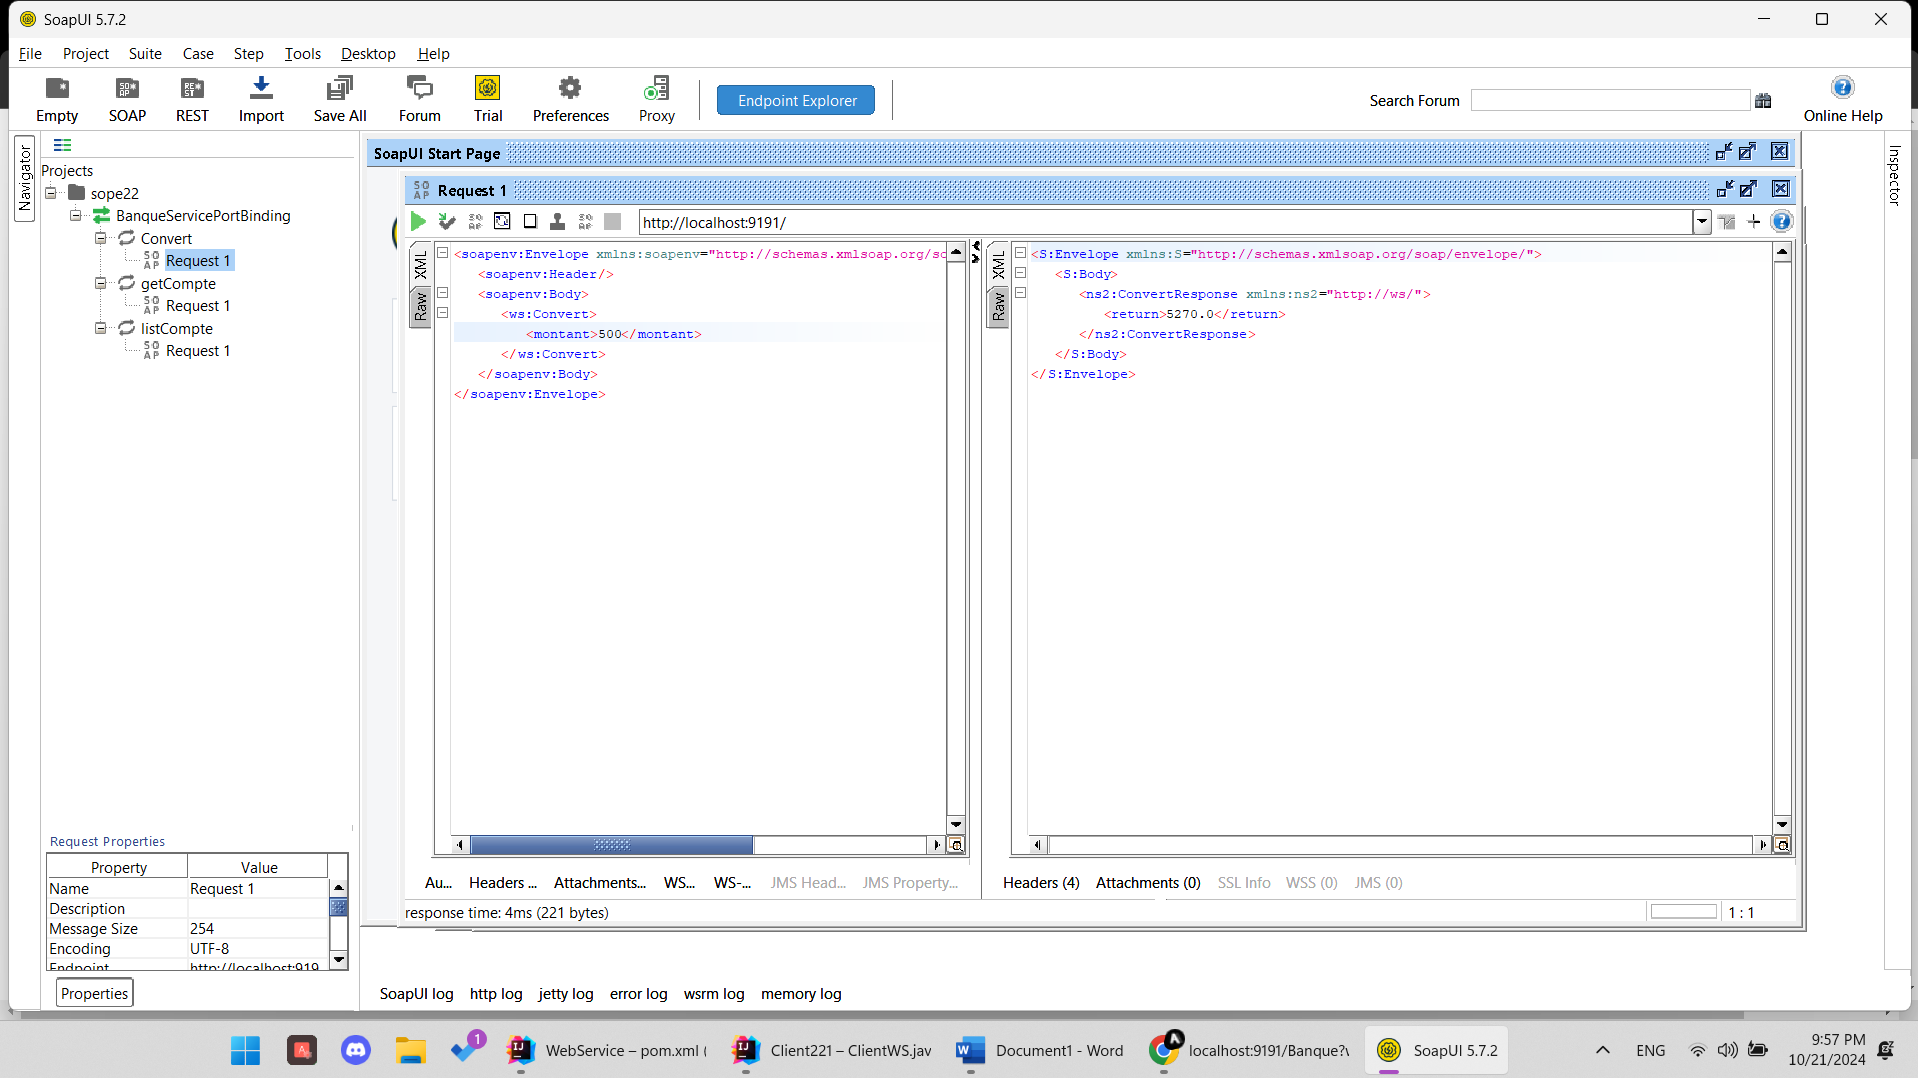 SoapUI 5.7.2
File Project Suite Case Step Tools Desktop Help
Empty SOAP REST Import Save All Forum Trial Preferences Proxy Endpoint Explorer Search Forum Online Help
Navigator
Projects
sope22
BanqueServicePortBinding
Convert
Request 1
getCompte
Request 1
listCompte
Request 1
Request Properties
Property Value
Name Request 1
Description
Message Size 254
Encoding UTF-8
Endpoint http://localhost:919
Properties
SoapUI Start Page
Request 1
http://localhost:9191/
XML
Raw
<soapenv:Envelope xmlns:soapenv="http://schemas.xmlsoap.org/so
<soapenv:Header/>
<soapenv:Body>
<ws:Convert>
<montant>500</montant>
</ws:Convert>
</soapenv:Body>
</soapenv:Envelope>
XML
Raw
<S:Envelope xmlns:S="http://schemas.xmlsoap.org/soap/envelope/">
<S:Body>
<ns2:ConvertResponse xmlns:ns2="http://ws/">
<return>5270.0</return>
</ns2:ConvertResponse>
</S:Body>
</S:Envelope>
Au... Headers ... Attachments... WS... WS-... JMS Head... JMS Property...
Headers (4) Attachments (0) SSL Info WSS (0) JMS (0)
response time: 4ms (221 bytes)
1 : 1
Inspector
SoapUI log http log jetty log error log wsrm log memory log
1
WebService – pom.xml (
Client221 – ClientWS.jav
Document1 - Word
localhost:9191/Banque?v
SoapUI 5.7.2
ENG
9:57 PM
10/21/2024